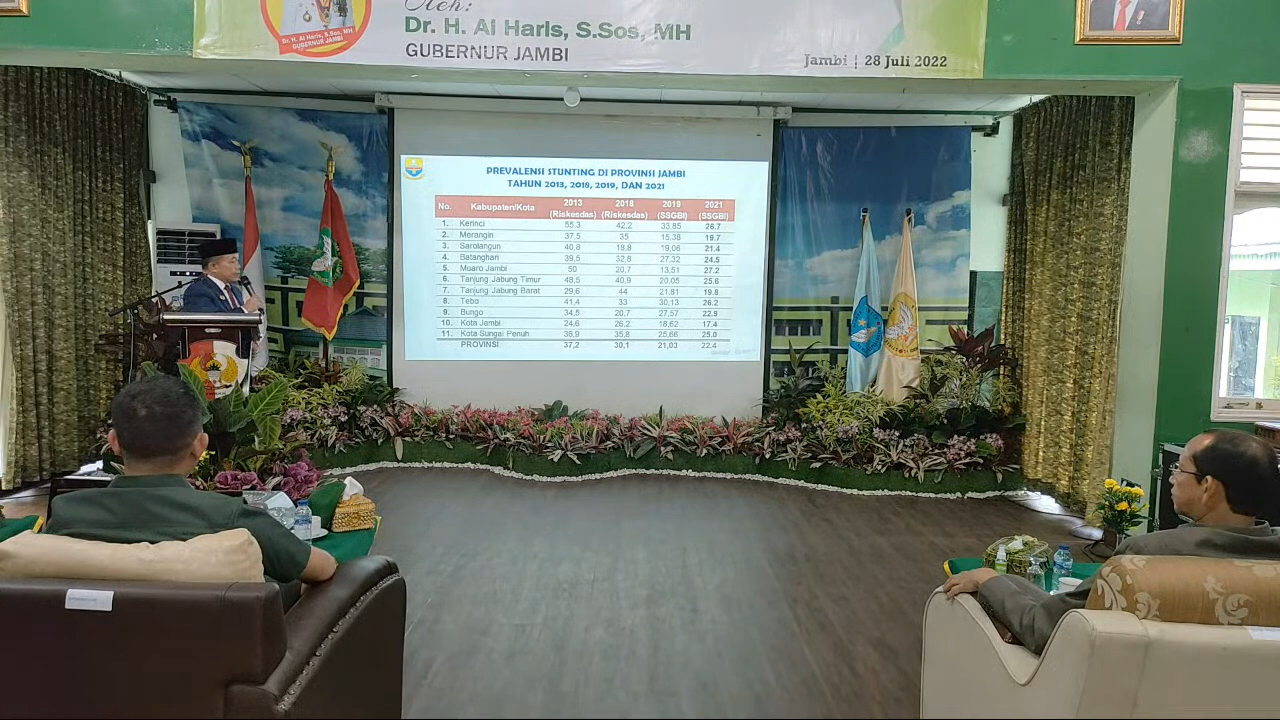 Oleh:
Dr. H. Al Haris, S.Sos, MH
GUBERNUR JAMBI
Dr. H. Al Haris, S.Sos, MH
GUBERNUR JAMBI
Jambi | 28 Juli 2022
PREVALENSI STUNTING DI PROVINSI JAMBI
TAHUN 2013, 2018, 2019, DAN 2021
No. Kabupaten/Kota 2013 (Riskesdas) 2018 (Riskesdas) 2019 (SSGBI) 2021 (SSGBI)
1. Kerinci 55,3 42,2 33,85 26,7
2. Merangin 37,5 35 15,38 19,7
3. Sarolangun 40,8 18,8 19,06 21,4
4. Batanghari 39,5 32,8 27,32 24,5
5. Muaro Jambi 50 20,7 13,51 27,2
6. Tanjung Jabung Timur 48,5 40,9 20,05 25,6
7. Tanjung Jabung Barat 29,6 44 21,81 19,8
8. Tebo 41,4 33 30,13 26,2
9. Bungo 34,5 20,7 27,57 22,9
10. Kota Jambi 24,6 26,2 18,62 17,4
11. Kota Sungai Penuh 36,9 35,8 25,66 25,0
PROVINSI 37,2 30,1 21,03 22,4